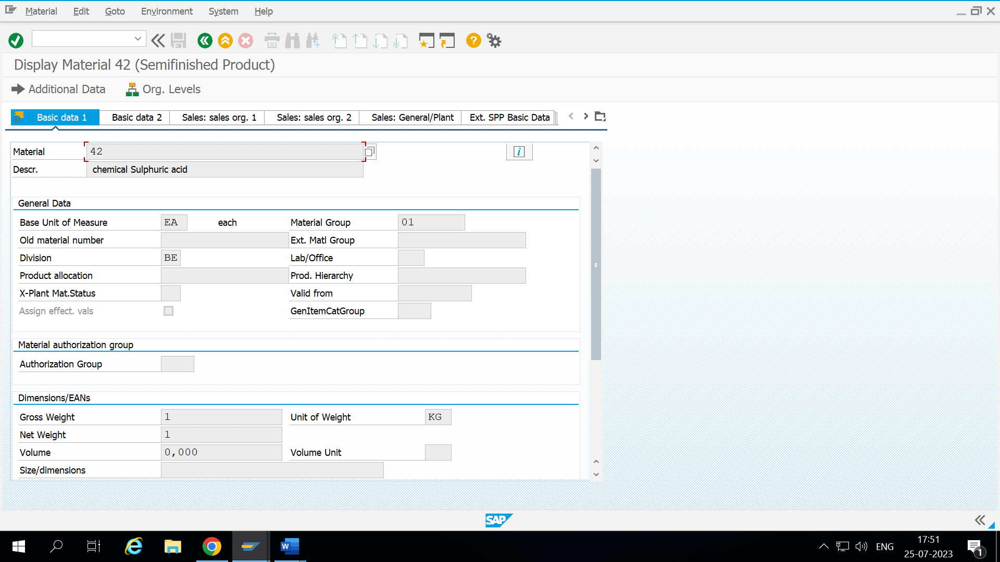 Material Edit Goto Environment System Help
Display Material 42 (Semifinished Product)
Additional Data Org. Levels
Basic data 1 Basic data 2 Sales: sales org. 1 Sales: sales org. 2 Sales: General/Plant Ext. SPP Basic Data
Material 42
Descr. chemical Sulphuric acid
General Data
Base Unit of Measure EA each Material Group 01
Old material number Ext. Matl Group
Division BE Lab/Office
Product allocation Prod. Hierarchy
X-Plant Mat.Status Valid from
Assign effect. vals GenItemCatGroup
Material authorization group
Authorization Group
Dimensions/EANs
Gross Weight 1 Unit of Weight KG
Net Weight 1
Volume 0,000 Volume Unit
Size/dimensions
SAP
ENG 17:51
25-07-2023 1